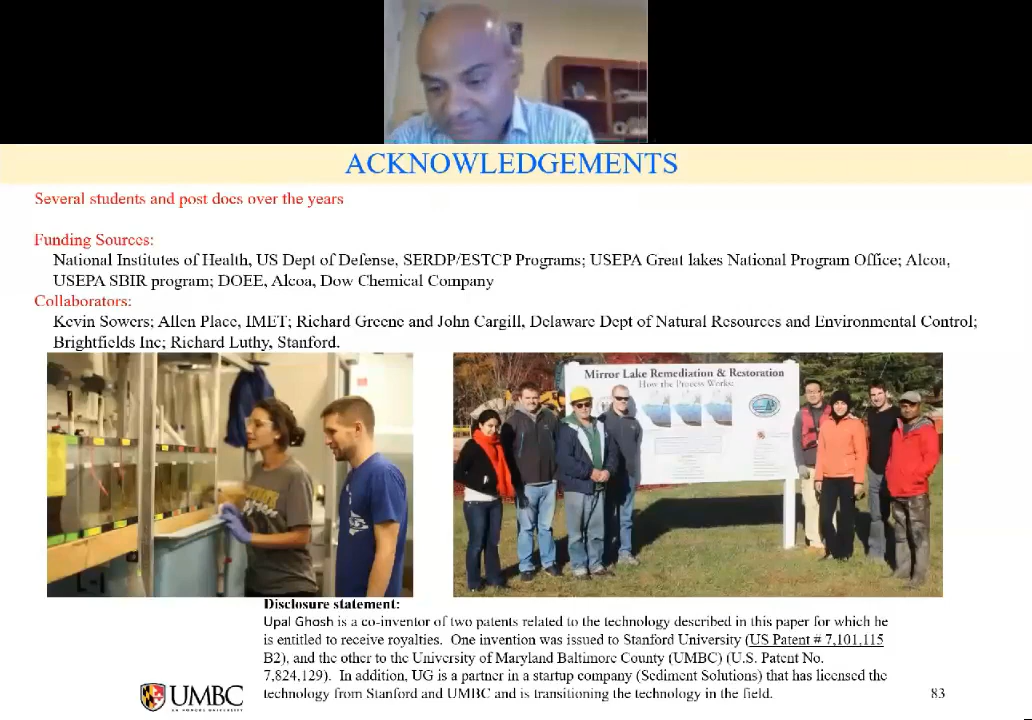 ACKNOWLEDGEMENTS
Several students and post docs over the years
Funding Sources:
National Institutes of Health, US Dept of Defense, SERDP/ESTCP Programs; USEPA Great lakes National Program Office; Alcoa,
USEPA SBIR program; DOEE, Alcoa, Dow Chemical Company
Collaborators:
Kevin Sowers; Allen Place, IMET; Richard Greene and John Cargill, Delaware Dept of Natural Resources and Environmental Control;
Brightfields Inc; Richard Luthy, Stanford.
Mirror Lake Remediation & Restoration
How the Process Works:
Disclosure statement:
Upal Ghosh is a co-inventor of two patents related to the technology described in this paper for which he
is entitled to receive royalties. One invention was issued to Stanford University (US Patent # 7,101,115
B2), and the other to the University of Maryland Baltimore County (UMBC) (U.S. Patent No.
7,824,129). In addition, UG is a partner in a startup company (Sediment Solutions) that has licensed the
technology from Stanford and UMBC and is transitioning the technology in the field.
UMBC
AN HONORS UNIVERSITY
83